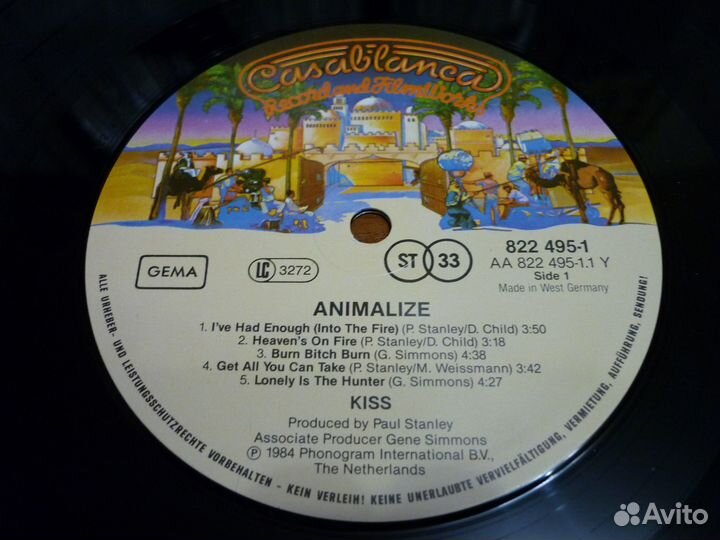 Casablanca
Record and FilmWorks
GEMA
LC 3272
ST 33
822 495-1
AA 822 495-1.1 Y
Side 1
Made in West Germany
ANIMALIZE
1. I've Had Enough (Into The Fire) (P. Stanley/D. Child) 3:50
2. Heaven's On Fire (P. Stanley/D. Child) 3:18
3. Burn Bitch Burn (G. Simmons) 4:38
4. Get All You Can Take (P. Stanley/M. Weissmann) 3:42
5. Lonely Is The Hunter (G. Simmons) 4:27
KISS
Produced by Paul Stanley
Associate Producer Gene Simmons
Ⓟ 1984 Phonogram International B.V.,
The Netherlands
ALLE URHEBER- UND LEISTUNGSSCHUTZRECHTE VORBEHALTEN - KEIN VERLEIH! KEINE UNERLAUBTE VERVIELFÄLTIGUNG, VERMIETUNG, AUFFÜHRUNG, SENDUNG!
Avito